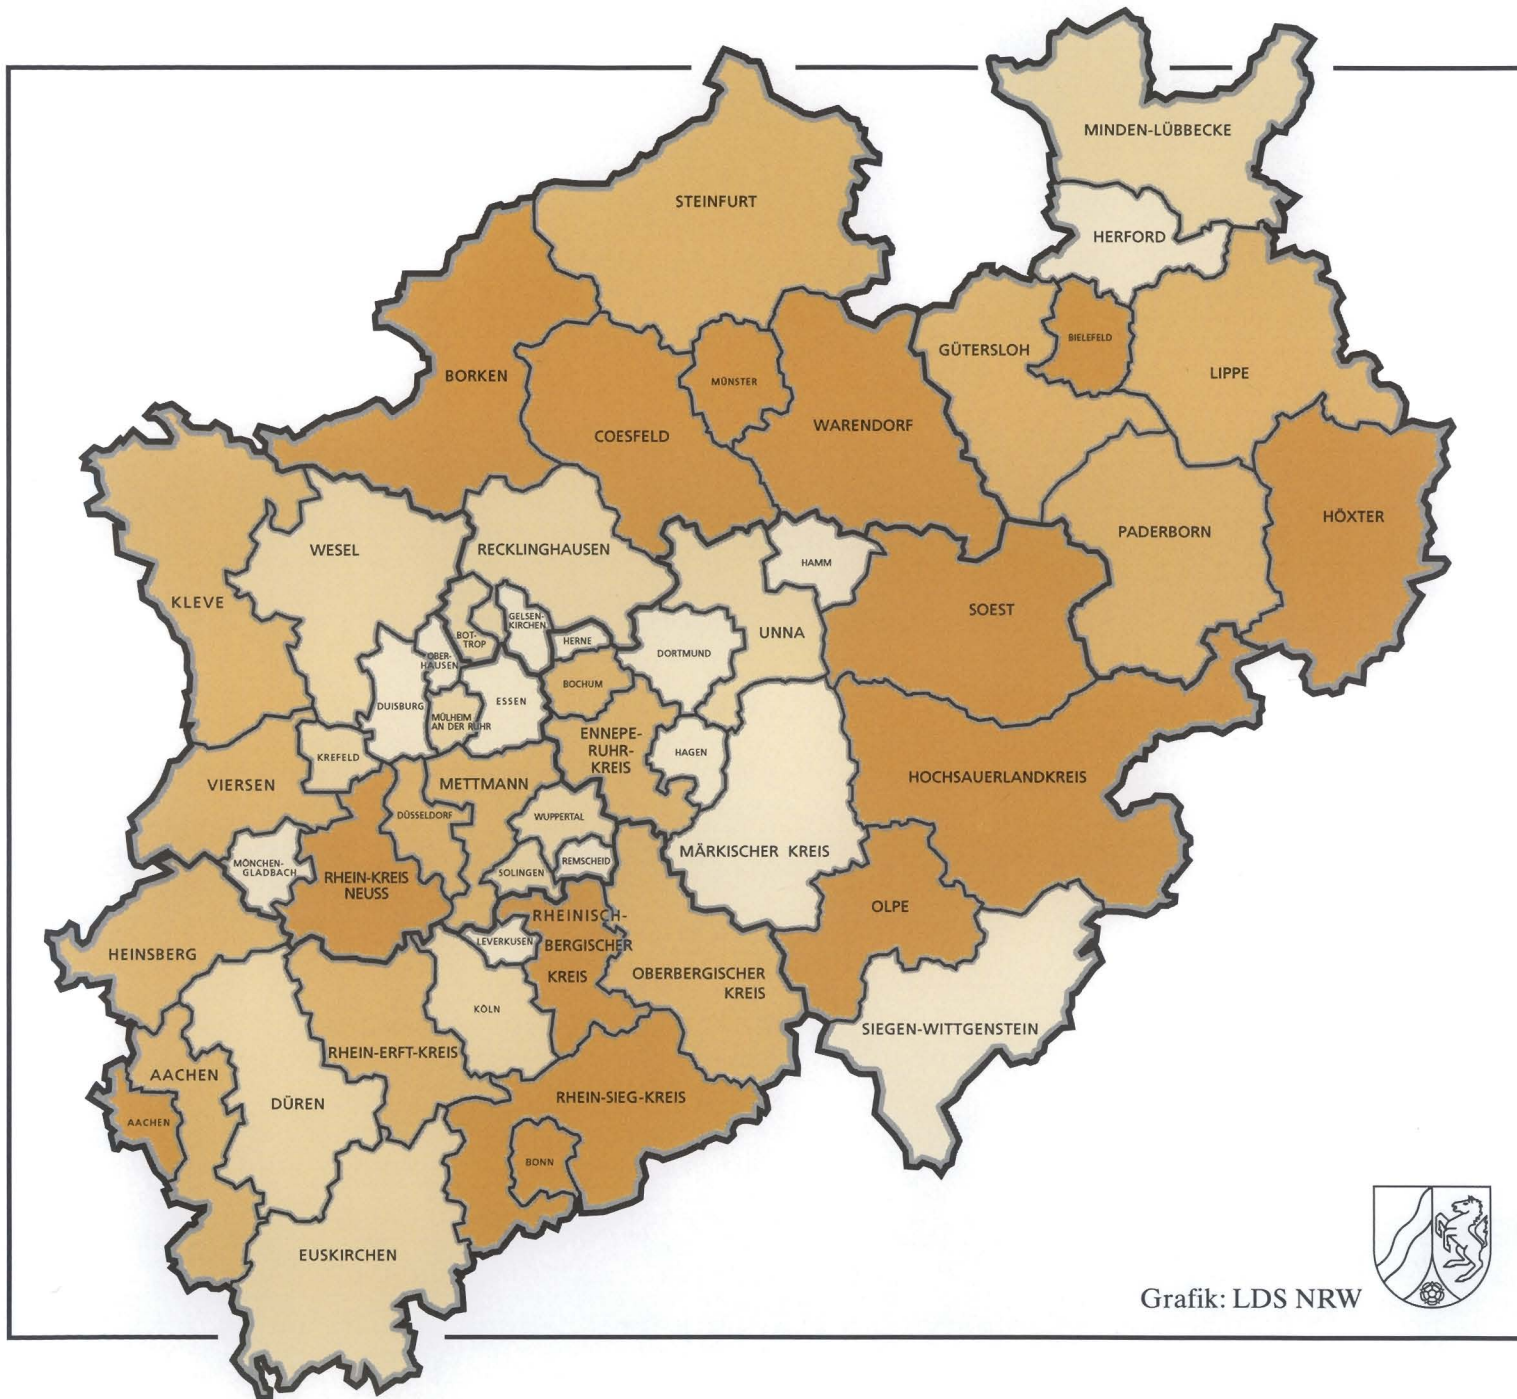 MINDEN-LÜBBECKE
STEINFURT
HERFORD
BIELEFELD
GÜTERSLOH
LIPPE
BORKEN
MÜNSTER
WARENDORF
COESFELD
HÖXTER
PADERBORN
WESEL
RECKLINGHAUSEN
HAMM
KLEVE
SOEST
GELSEN-
KIRCHEN
BOT-
TROP
HERNE
UNNA
OBER-
HAUSEN
DORTMUND
BOCHUM
DUISBURG
ESSEN
MÜLHEIM
AN DER RUHR
ENNEPE-
RUHR-
KREIS
HAGEN
KREFELD
HOCHSAUERLANDKREIS
VIERSEN
METTMANN
DÜSSELDORF
WUPPERTAL
MÄRKISCHER KREIS
MÖNCHEN-
GLADBACH
REMSCHEID
SOLINGEN
RHEIN-KREIS
NEUSS
OLPE
RHEINISCH-
BERGISCHER
KREIS
LEVERKUSEN
HEINSBERG
OBERBERGISCHER
KREIS
KÖLN
SIEGEN-WITTGENSTEIN
RHEIN-ERFT-KREIS
AACHEN
DÜREN
RHEIN-SIEG-KREIS
AACHEN
BONN
EUSKIRCHEN
Grafik: LDS NRW